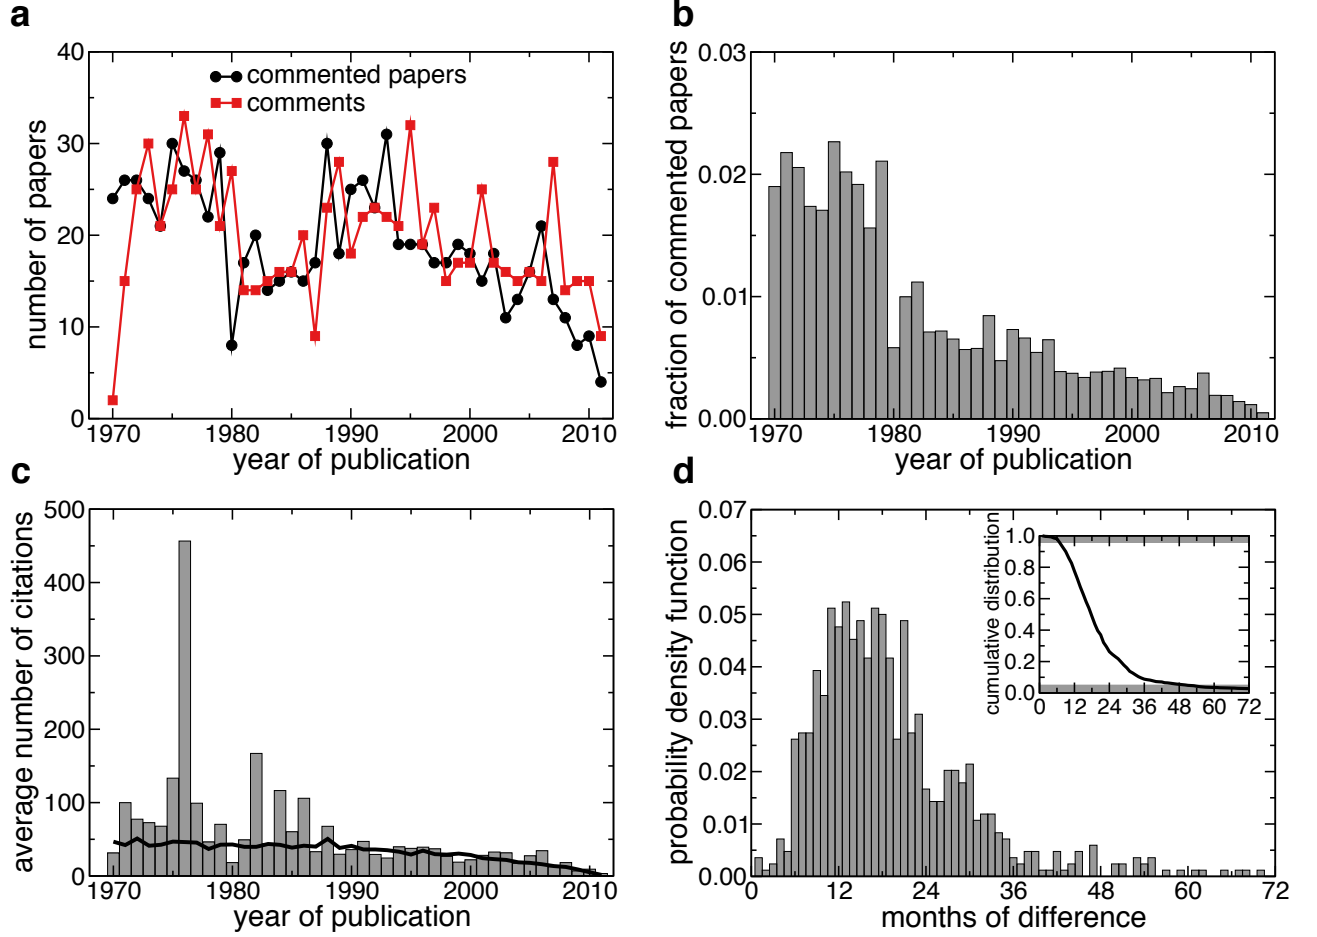 a
number of papers
40
30
20
10
0
commented papers
comments
1970 1980 1990 2000 2010
year of publication
b
fraction of commented papers
0.03
0.02
0.01
0.00
1970 1980 1990 2000 2010
year of publication
c
average number of citations
500
400
300
200
100
0
1970 1980 1990 2000 2010
year of publication
d
probability density function
0.07
0.06
0.05
0.04
0.03
0.02
0.01
0.00
0 12 24 36 48 60 72
months of difference
cumulative distribution
1.0
0.8
0.6
0.4
0.2
0.0
0 12 24 36 48 60 72